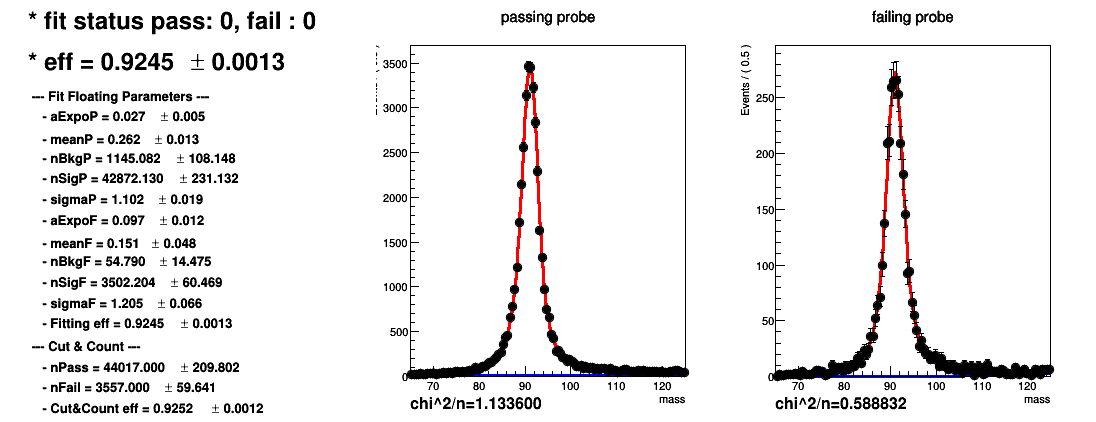 * fit status pass: 0, fail : 0
* eff = 0.9245 ± 0.0013
--- Fit Floating Parameters ---
- aExpoP = 0.027 ± 0.005
- meanP = 0.262 ± 0.013
- nBkgP = 1145.082 ± 108.148
- nSigP = 42872.130 ± 231.132
- sigmaP = 1.102 ± 0.019
- aExpoF = 0.097 ± 0.012
- meanF = 0.151 ± 0.048
- nBkgF = 54.790 ± 14.475
- nSigF = 3502.204 ± 60.469
- sigmaF = 1.205 ± 0.066
- Fitting eff = 0.9245 ± 0.0013
--- Cut & Count ---
- nPass = 44017.000 ± 209.802
- nFail = 3557.000 ± 59.641
- Cut&Count eff = 0.9252 ± 0.0012
passing probe
3500
3000
2500
2000
1500
1000
500
0
70 80 90 100 110 120
mass
chi^2/n=1.133600
failing probe
Events / ( 0.5 )
250
200
150
100
50
0
70 80 90 100 110 120
mass
chi^2/n=0.588832